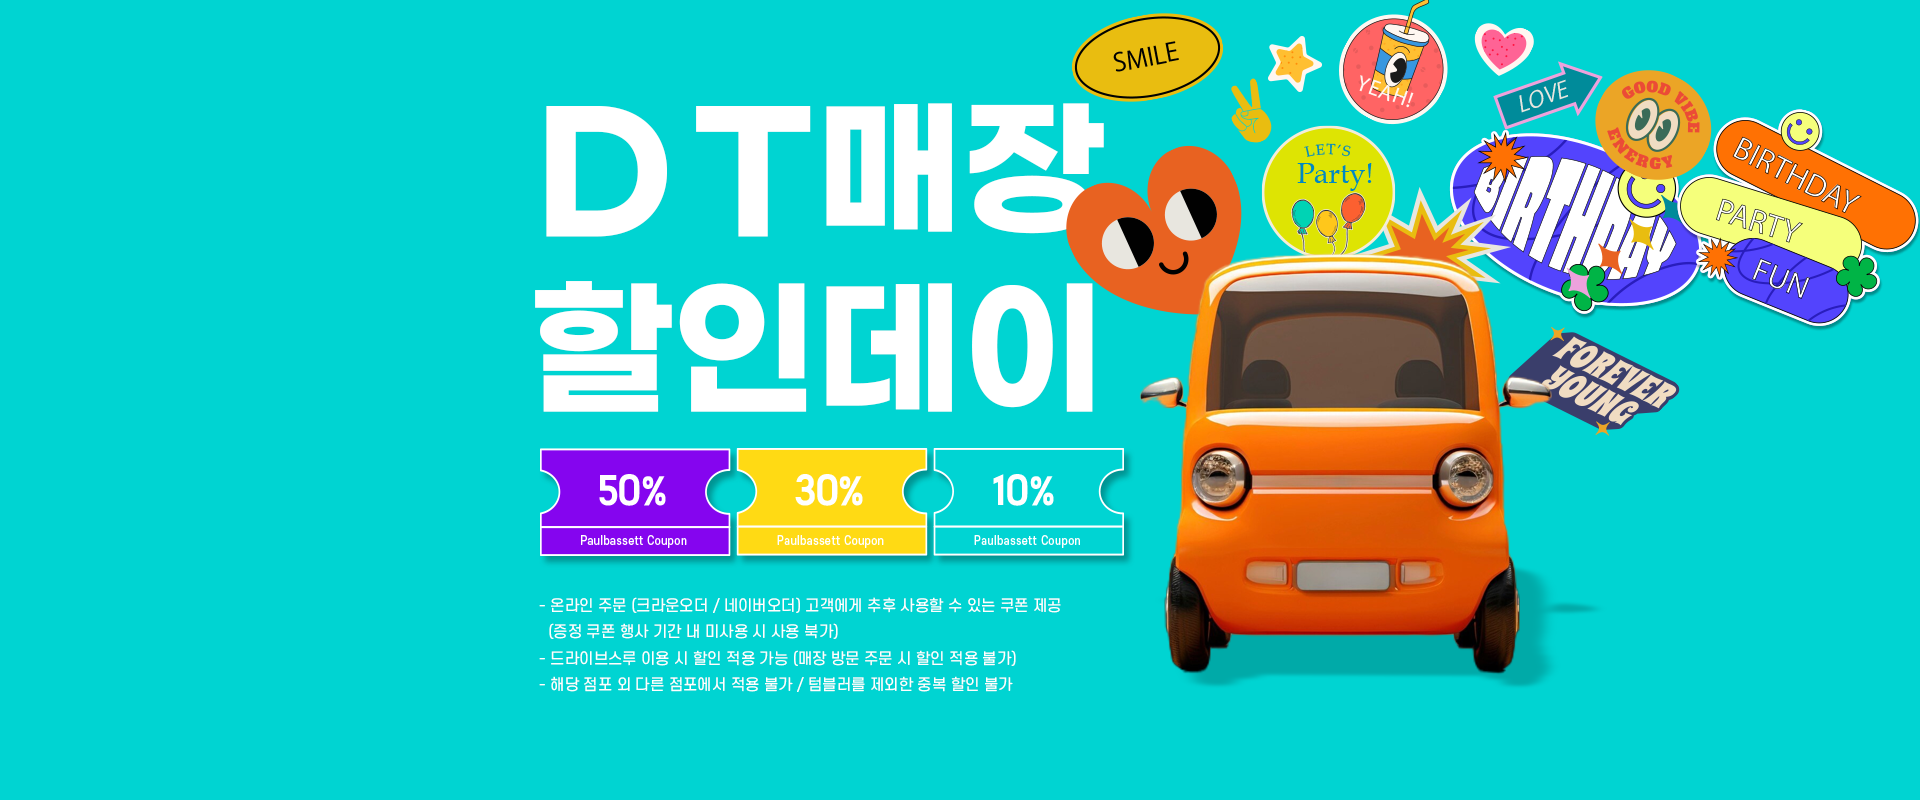 DT매장
할인데이
50%
Paulbassett Coupon
30%
Paulbassett Coupon
10%
Paulbassett Coupon
- 온라인 주문 (크라운오더 / 네이버오더) 고객에게 추후 사용할 수 있는 쿠폰 제공
(증정 쿠폰 행사 기간 내 미사용 시 사용 북가)
- 드라이브스루 이용 시 할인 적용 가능 (매장 방문 주문 시 할인 적용 불가)
- 해당 점포 외 다른 점포에서 적용 불가 / 텀블러를 제외한 중복 할인 불가
SMILE
YEAH!
LOVE
GOOD VIBE
ENERGY
LET'S
Party!
BIRTHDAY
BIRTHDAY
PARTY
FUN
FOREVER
YOUNG